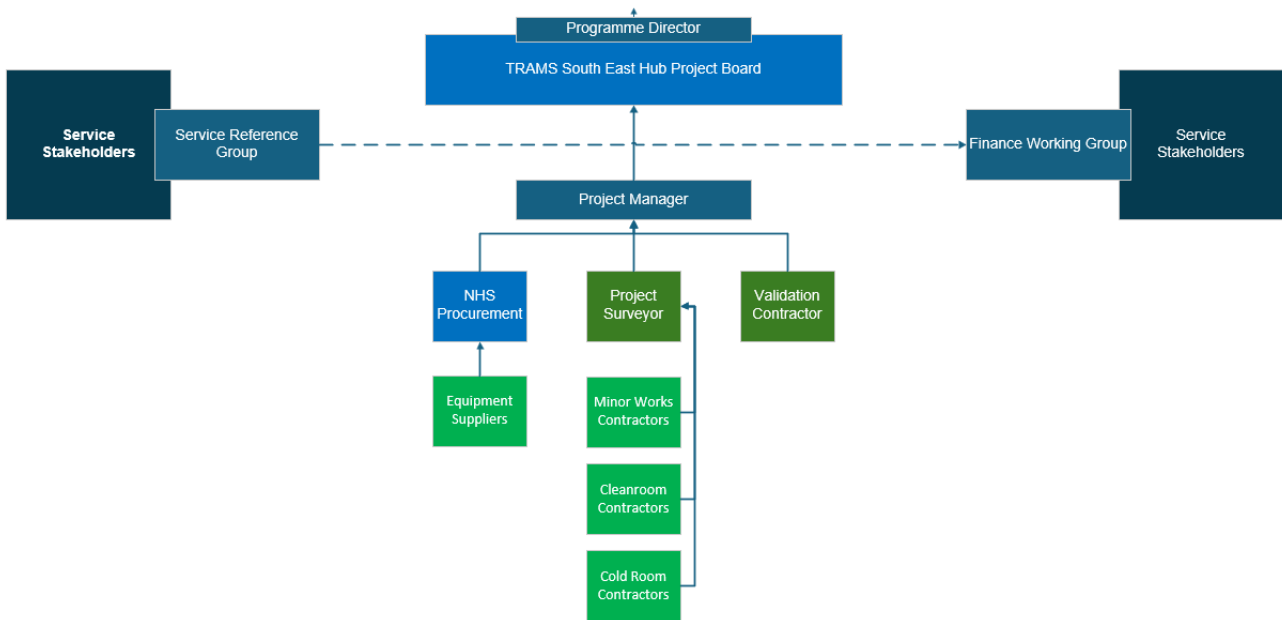 Programme Director
TRAMS South East Hub Project Board
Service
Stakeholders
Service Reference
Group
Finance Working Group
Service
Stakeholders
Project Manager
NHS
Procurement
Project
Surveyor
Validation
Contractor
Equipment
Suppliers
Minor Works
Contractors
Cleanroom
Contractors
Cold Room
Contractors